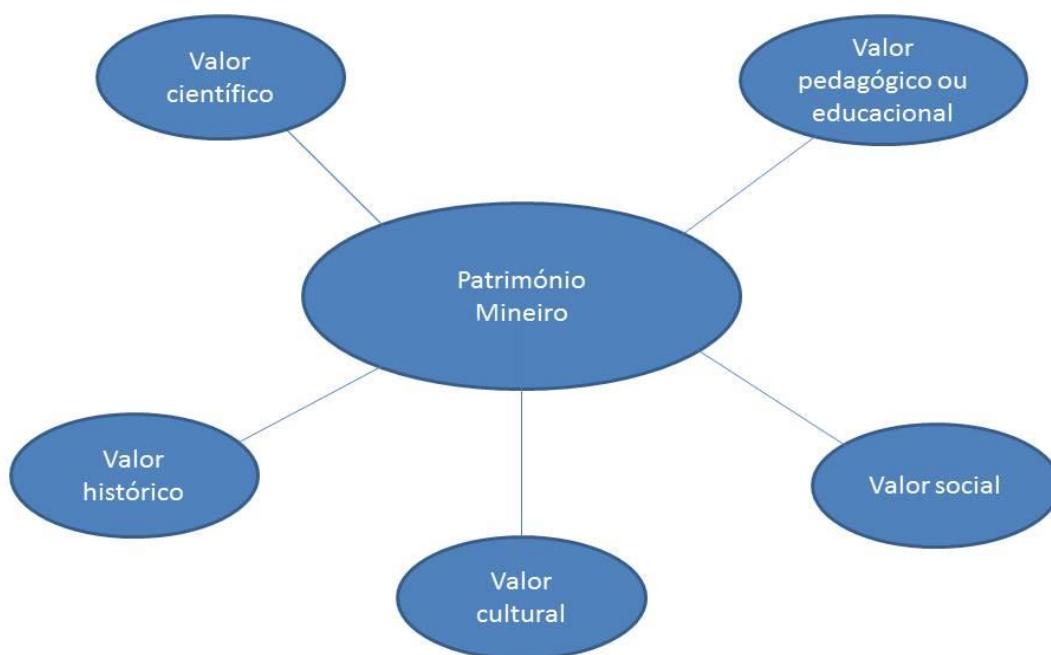 Valor
científico
Valor
pedagógico ou
educacional
Património
Mineiro
Valor
histórico
Valor social
Valor
cultural